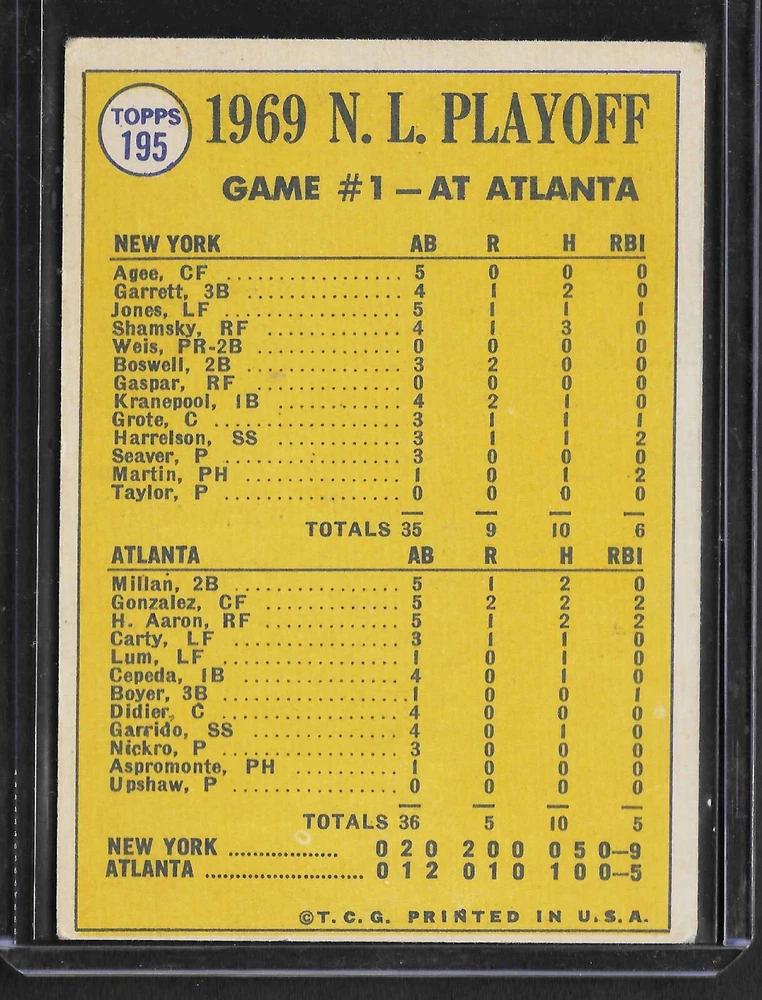 TOPPS
195
1969 N. L. PLAYOFF
GAME #1 — AT ATLANTA
NEW YORK AB R H RBI
Agee, CF .................... 5 0 0 0
Garrett, 3B .................. 4 1 2 0
Jones, LF .................... 5 1 1 1
Shamsky, RF .................. 4 1 3 0
Weis, PR-2B .................. 0 0 0 0
Boswell, 2B .................. 3 2 0 0
Gaspar, RF .................. 0 0 0 0
Kranepool, 1B .................. 4 2 1 0
Grote, C .................... 3 1 1 1
Harrelson, SS .................. 3 1 1 2
Seaver, P .................... 3 0 0 0
Martin, PH .................. 1 0 1 2
Taylor, P .................... 0 0 0 0
TOTALS 35 9 10 6
ATLANTA AB R H RBI
Millan, 2B .................. 5 1 2 0
Gonzalez, CF .................. 5 2 2 2
H. Aaron, RF .................. 5 1 2 2
Carty, LF .................... 3 1 1 0
Lum, LF .................... 1 0 1 0
Cepeda, 1B .................. 4 0 1 0
Boyer, 3B .................. 1 0 0 1
Didier, C .................... 4 0 0 0
Garrido, SS .................. 4 0 1 0
Nickro, P .................... 3 0 0 0
Aspromonte, PH .................. 1 0 0 0
Upshaw, P .................... 0 0 0 0
TOTALS 36 5 10 5
NEW YORK .................. 0 2 0 2 0 0 0 5 0—9
ATLANTA .................. 0 1 2 0 1 0 1 0 0—5
©T. C. G. PRINTED IN U. S. A.